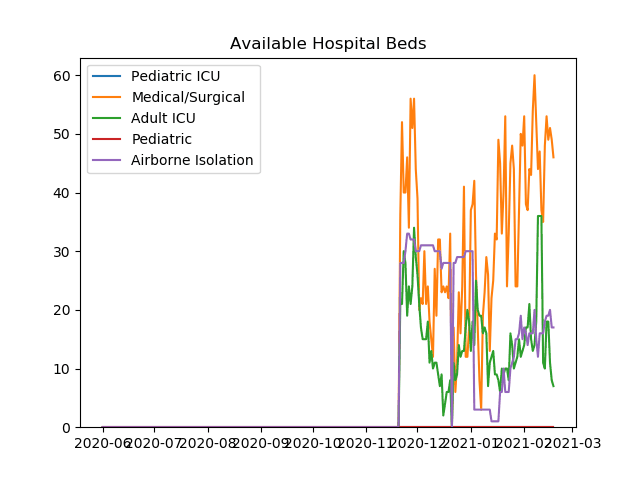 Available Hospital Beds
Pediatric ICU
Medical/Surgical
Adult ICU
Pediatric
Airborne Isolation
60
50
40
30
20
10
0
2020-06 2020-07 2020-08 2020-09 2020-10 2020-11 2020-12 2021-01 2021-02 2021-03